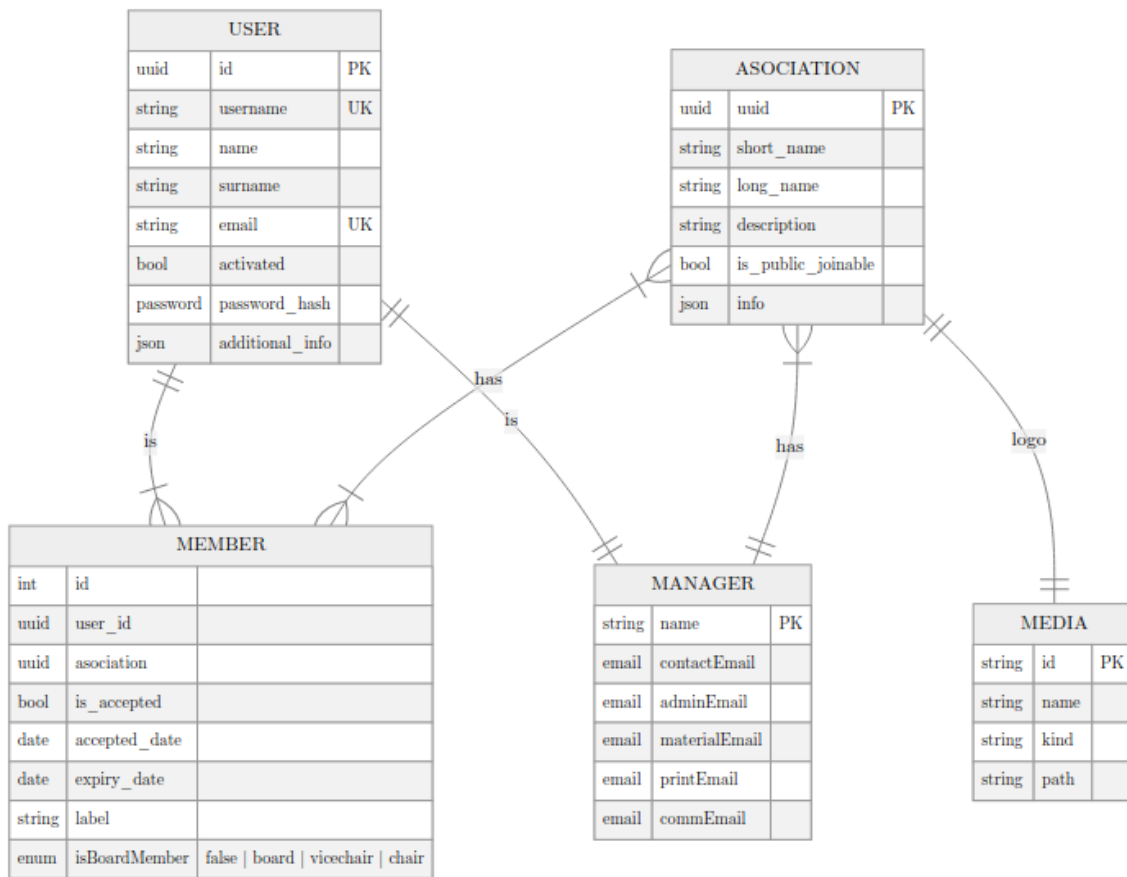 USER
uuid id PK
string username UK
string name
string surname
string email UK
bool activated
password password_hash
json additional_info
ASOCIATION
uuid uuid PK
string short_name
string long_name
string description
bool is_public_joinable
json info
has
is
is
has
logo
MEMBER
int id
uuid user_id
uuid asociation
bool is_accepted
date accepted_date
date expiry_date
string label
enum isBoardMember false | board | vicechair | chair
MANAGER
string name PK
email contactEmail
email adminEmail
email materialEmail
email printEmail
email commEmail
MEDIA
string id PK
string name
string kind
string path